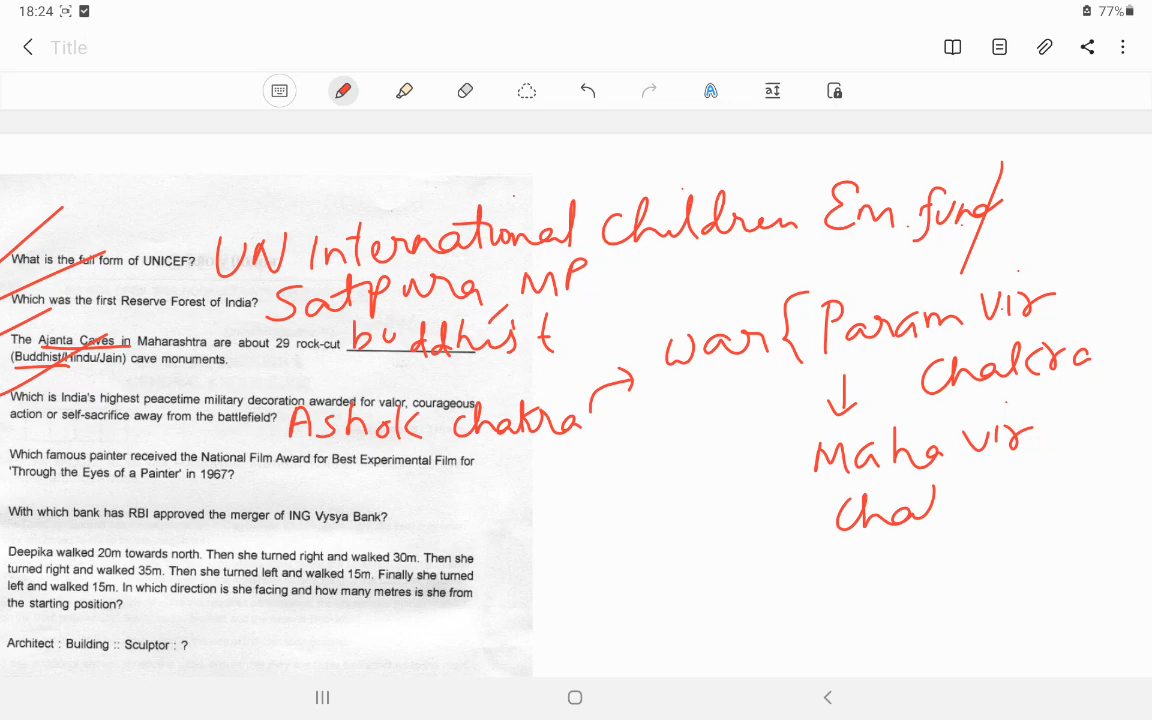 18:24
77%
Title
What is the full form of UNICEF?
UN International Children Em. fund
Which was the first Reserve Forest of India?
Satpura, MP
The Ajanta Caves in Maharashtra are about 29 rock-cut buddhist
(Buddhist/Hindu/Jain) cave monuments.
Which is India's highest peacetime military decoration awarded for valor, courageous
action or self-sacrifice away from the battlefield?
Ashok chakra
war { Param Vir
Chakra
Maha vir
Cha
Which famous painter received the National Film Award for Best Experimental Film for
'Through the Eyes of a Painter' in 1967?
With which bank has RBI approved the merger of ING Vysya Bank?
Deepika walked 20m towards north. Then she turned right and walked 30m. Then she
turned right and walked 35m. Then she turned left and walked 15m. Finally she turned
left and walked 15m. In which direction is she facing and how many metres is she from
the starting position?
Architect : Building :: Sculptor : ?